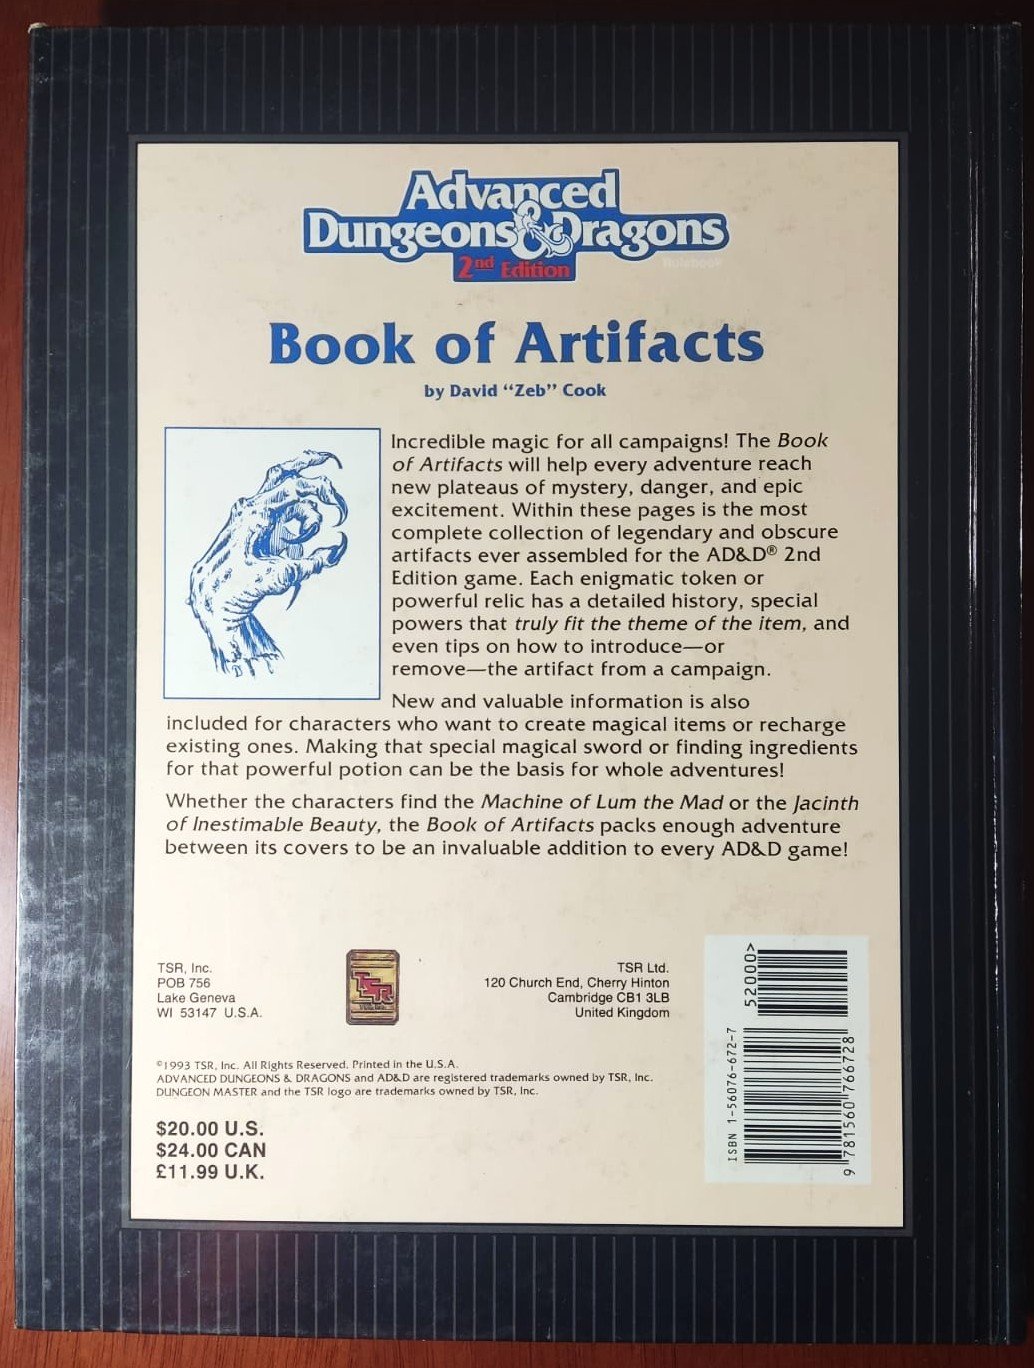 Advanced
Dungeons & Dragons
2nd Edition
Rulebook
Book of Artifacts
by David “Zeb” Cook
Incredible magic for all campaigns! The Book
of Artifacts will help every adventure reach
new plateaus of mystery, danger, and epic
excitement. Within these pages is the most
complete collection of legendary and obscure
artifacts ever assembled for the AD&D® 2nd
Edition game. Each enigmatic token or
powerful relic has a detailed history, special
powers that truly fit the theme of the item, and
even tips on how to introduce—or
remove—the artifact from a campaign.
New and valuable information is also
included for characters who want to create magical items or recharge
existing ones. Making that special magical sword or finding ingredients
for that powerful potion can be the basis for whole adventures!
Whether the characters find the Machine of Lum the Mad or the Jacinth
of Inestimable Beauty, the Book of Artifacts packs enough adventure
between its covers to be an invaluable addition to every AD&D game!
TSR, Inc.
POB 756
Lake Geneva
WI 53147 U.S.A.
TSR
TSR Ltd.
120 Church End, Cherry Hinton
Cambridge CB1 3LB
United Kingdom
©1993 TSR, Inc. All Rights Reserved. Printed in the U.S.A.
ADVANCED DUNGEONS & DRAGONS and AD&D are registered trademarks owned by TSR, Inc.
DUNGEON MASTER and the TSR logo are trademarks owned by TSR, Inc.
$20.00 U.S.
$24.00 CAN
£11.99 U.K.
52000>
ISBN 1-56076-672-7
9 781560 766728